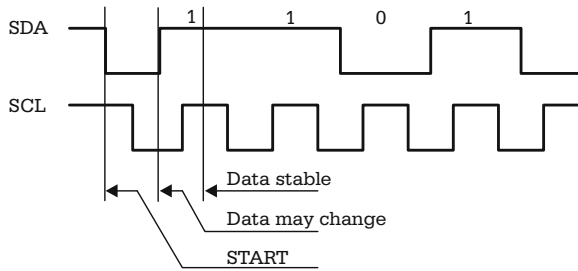 1 1 0 1
SDA
SCL
Data stable
Data may change
START